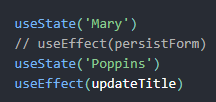 useState('Mary')
// useEffect(persistForm)
useState('Poppins')
useEffect(updateTitle)